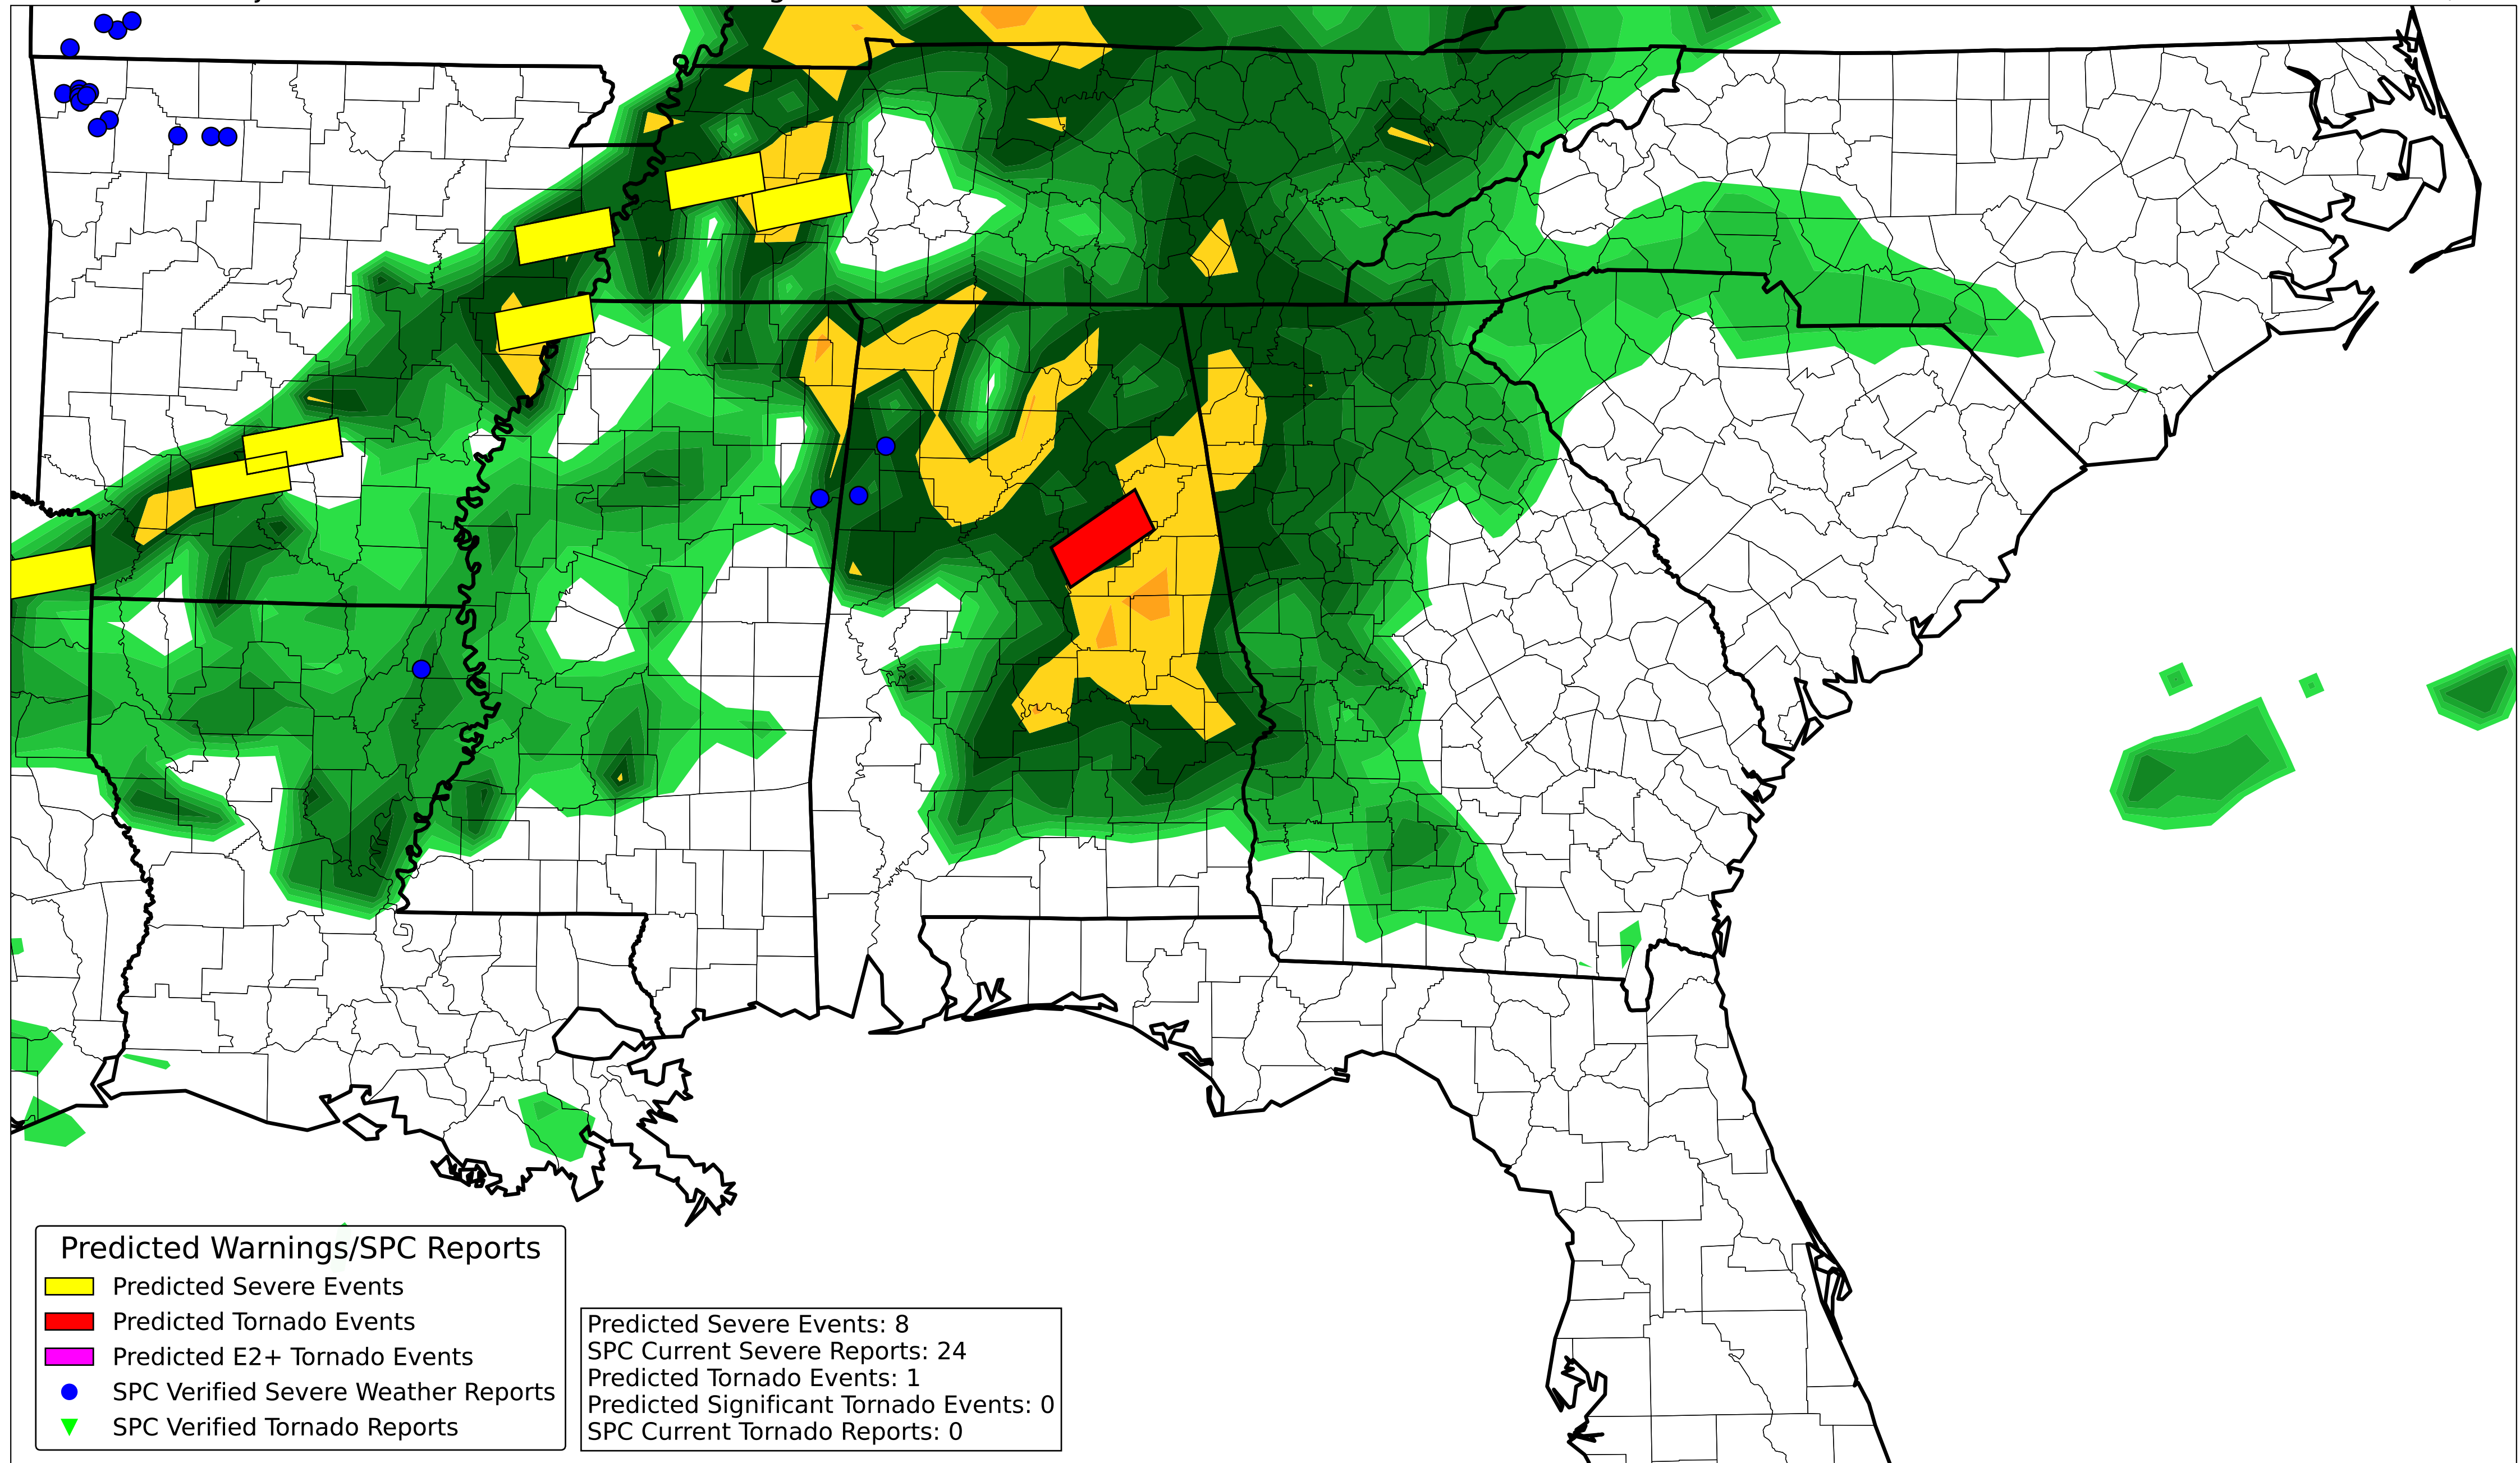 Predicted Warnings/SPC Reports
Predicted Severe Events
Predicted Tornado Events
Predicted E2+ Tornado Events
SPC Verified Severe Weather Reports
SPC Verified Tornado Reports
Predicted Severe Events: 8
SPC Current Severe Reports: 24
Predicted Tornado Events: 1
Predicted Significant Tornado Events: 0
SPC Current Tornado Reports: 0